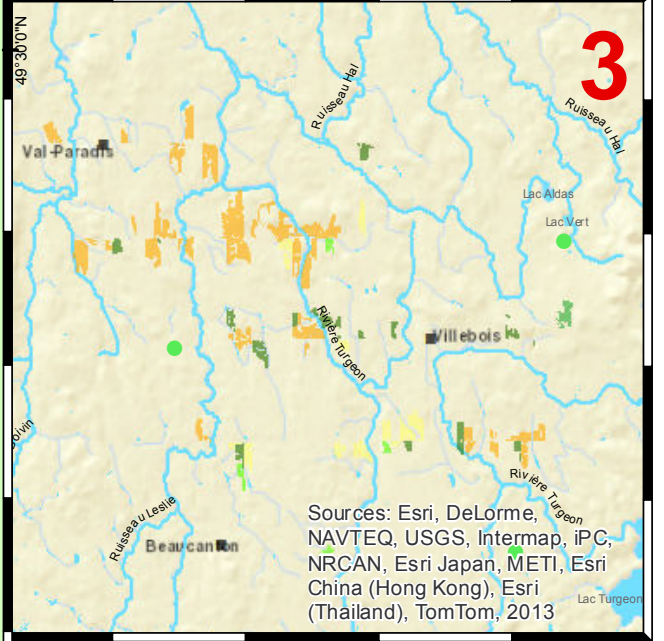 49°30'0"N
3
Ruisseau Hal
Ruisseau Hal
Val-Paradis
Lac Aldas
Lac Vert
Rivière Turgeon
Villebois
Boivin
Rivière Turgeon
Ruisseau Leslie
Beaucanton
Lac Turgeon
Sources: Esri, DeLorme,
NAVTEQ, USGS, Intermap, iPC,
NRCAN, Esri Japan, METI, Esri
China (Hong Kong), Esri
(Thailand), TomTom, 2013